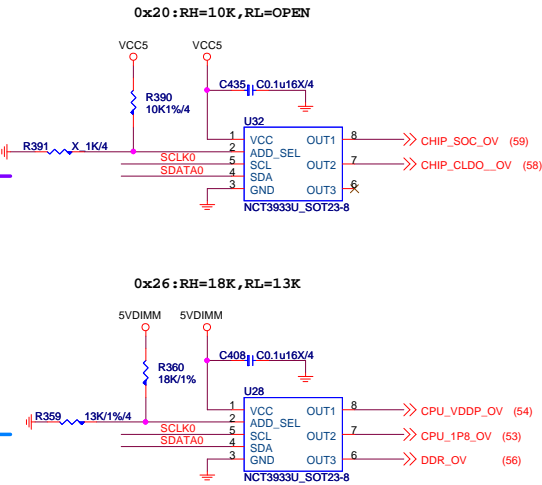 0x20:RH=10K,RL=OPEN
VCC5 VCC5
C435 C0.1u16X/4
R390
10K1%/4
U32
R391 X_1K/4
1 VCC OUT1 8 CHIP_SOC_OV (59)
2 ADD_SEL
SCLK0 5 SCL OUT2 7 CHIP_CLDO__OV (58)
SDATA0 4 SDA
3 GND OUT3 6
NCT3933U_SOT23-8
0x26:RH=18K,RL=13K
5VDIMM 5VDIMM
C408 C0.1u16X/4
R360
18K/1%
U28
R359 13K/1%/4
1 VCC OUT1 8 CPU_VDDP_OV (54)
2 ADD_SEL
SCLK0 5 SCL OUT2 7 CPU_1P8_OV (53)
SDATA0 4 SDA
3 GND OUT3 6 DDR_OV (56)
NCT3933U_SOT23-8